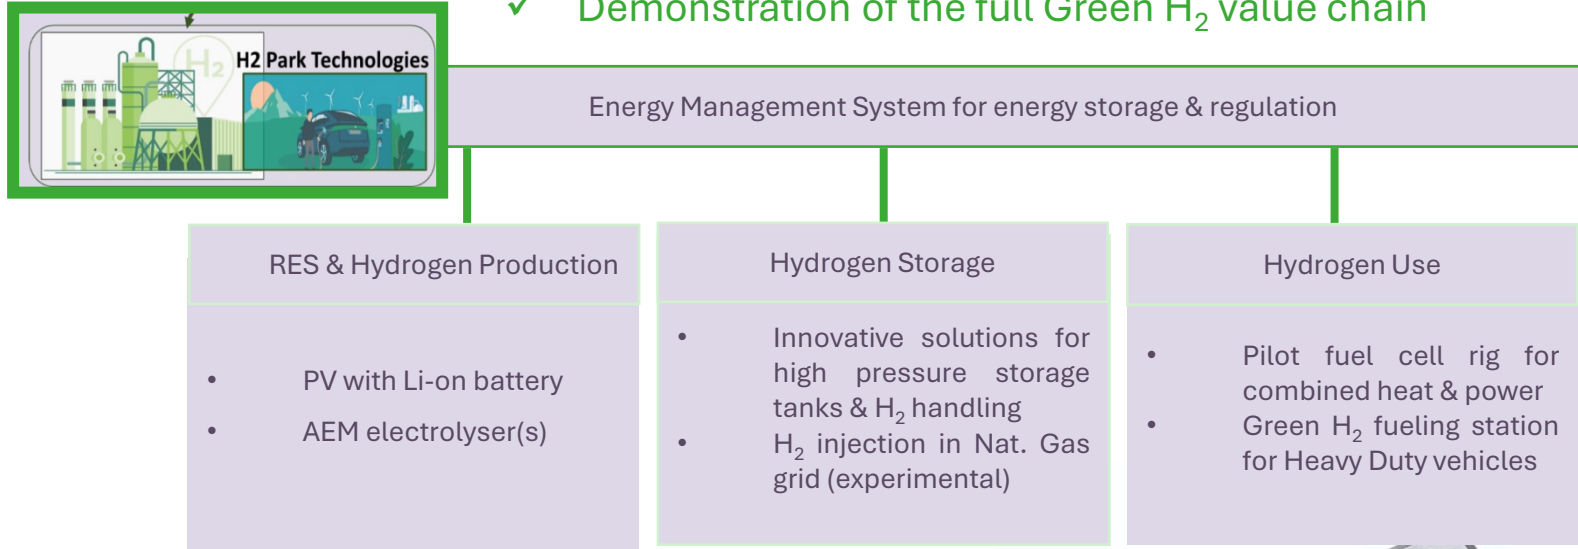 ✓ Demonstration of the full Green H₂ value chain
H2
H2 Park Technologies
Energy Management System for energy storage & regulation
RES & Hydrogen Production
• PV with Li-on battery
• AEM electrolyser(s)
Hydrogen Storage
• Innovative solutions for
high pressure storage
tanks & H₂ handling
• H₂ injection in Nat. Gas
grid (experimental)
Hydrogen Use
• Pilot fuel cell rig for
combined heat & power
• Green H₂ fueling station
for Heavy Duty vehicles